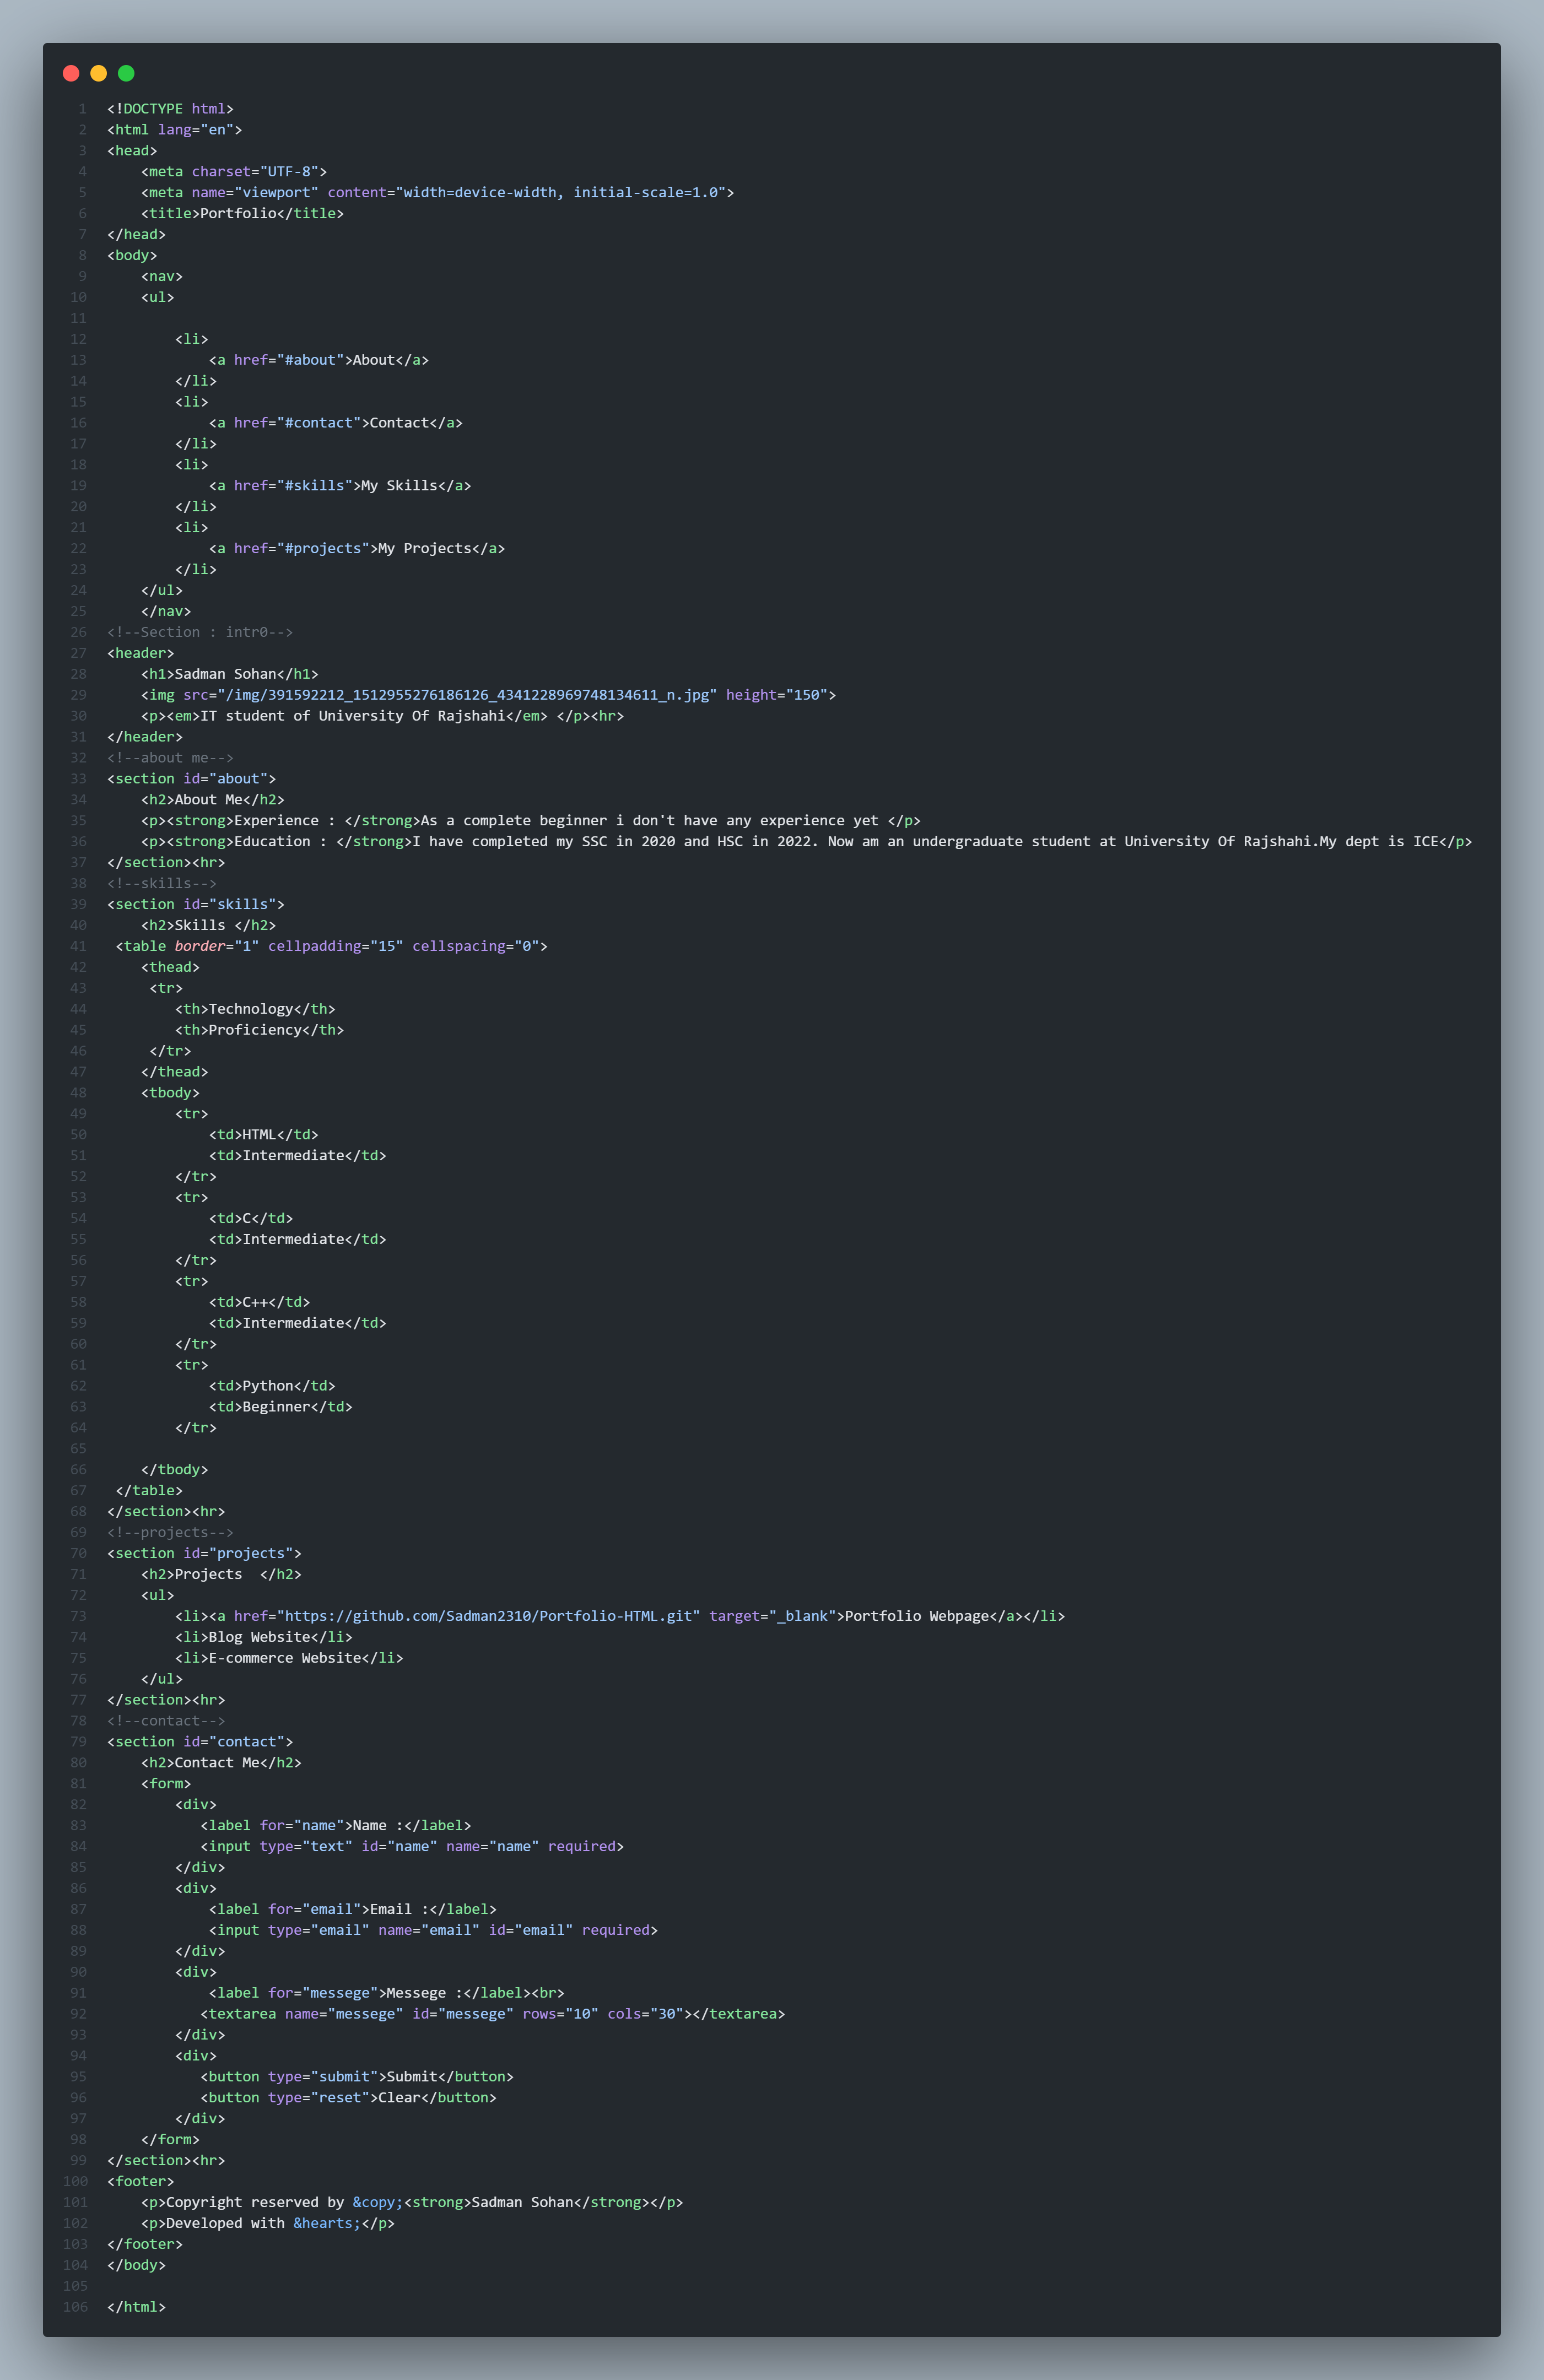 1 <!DOCTYPE html>
2 <html lang="en">
3 <head>
4     <meta charset="UTF-8">
5     <meta name="viewport" content="width=device-width, initial-scale=1.0">
6     <title>Portfolio</title>
7 </head>
8 <body>
9     <nav>
10     <ul>
11
12         <li>
13             <a href="#about">About</a>
14         </li>
15         <li>
16             <a href="#contact">Contact</a>
17         </li>
18         <li>
19             <a href="#skills">My Skills</a>
20         </li>
21         <li>
22             <a href="#projects">My Projects</a>
23         </li>
24     </ul>
25     </nav>
26 <!--Section : intr0-->
27 <header>
28     <h1>Sadman Sohan</h1>
29     <img src="/img/391592212_1512955276186126_4341228969748134611_n.jpg" height="150">
30     <p><em>IT student of University Of Rajshahi</em> </p><hr>
31 </header>
32 <!--about me-->
33 <section id="about">
34     <h2>About Me</h2>
35     <p><strong>Experience : </strong>As a complete beginner i don't have any experience yet </p>
36     <p><strong>Education : </strong>I have completed my SSC in 2020 and HSC in 2022. Now am an undergraduate student at University Of Rajshahi.My dept is ICE</p>
37 </section><hr>
38 <!--skills-->
39 <section id="skills">
40     <h2>Skills </h2>
41  <table border="1" cellpadding="15" cellspacing="0">
42     <thead>
43      <tr>
44         <th>Technology</th>
45         <th>Proficiency</th>
46      </tr>
47     </thead>
48     <tbody>
49         <tr>
50             <td>HTML</td>
51             <td>Intermediate</td>
52         </tr>
53         <tr>
54             <td>C</td>
55             <td>Intermediate</td>
56         </tr>
57         <tr>
58             <td>C++</td>
59             <td>Intermediate</td>
60         </tr>
61         <tr>
62             <td>Python</td>
63             <td>Beginner</td>
64         </tr>
65
66     </tbody>
67  </table>
68 </section><hr>
69 <!--projects-->
70 <section id="projects">
71     <h2>Projects  </h2>
72     <ul>
73         <li><a href="https://github.com/Sadman2310/Portfolio-HTML.git" target="_blank">Portfolio Webpage</a></li>
74         <li>Blog Website</li>
75         <li>E-commerce Website</li>
76     </ul>
77 </section><hr>
78 <!--contact-->
79 <section id="contact">
80     <h2>Contact Me</h2>
81     <form>
82         <div>
83            <label for="name">Name :</label>
84            <input type="text" id="name" name="name" required>
85         </div>
86         <div>
87             <label for="email">Email :</label>
88             <input type="email" name="email" id="email" required>
89         </div>
90         <div>
91             <label for="messege">Messege :</label><br>
92            <textarea name="messege" id="messege" rows="10" cols="30"></textarea>
93         </div>
94         <div>
95            <button type="submit">Submit</button>
96            <button type="reset">Clear</button>
97         </div>
98     </form>
99 </section><hr>
100 <footer>
101     <p>Copyright reserved by &copy;<strong>Sadman Sohan</strong></p>
102     <p>Developed with &hearts;</p>
103 </footer>
104 </body>
105
106 </html>